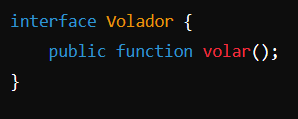 interface Volador {
    public function volar();
}